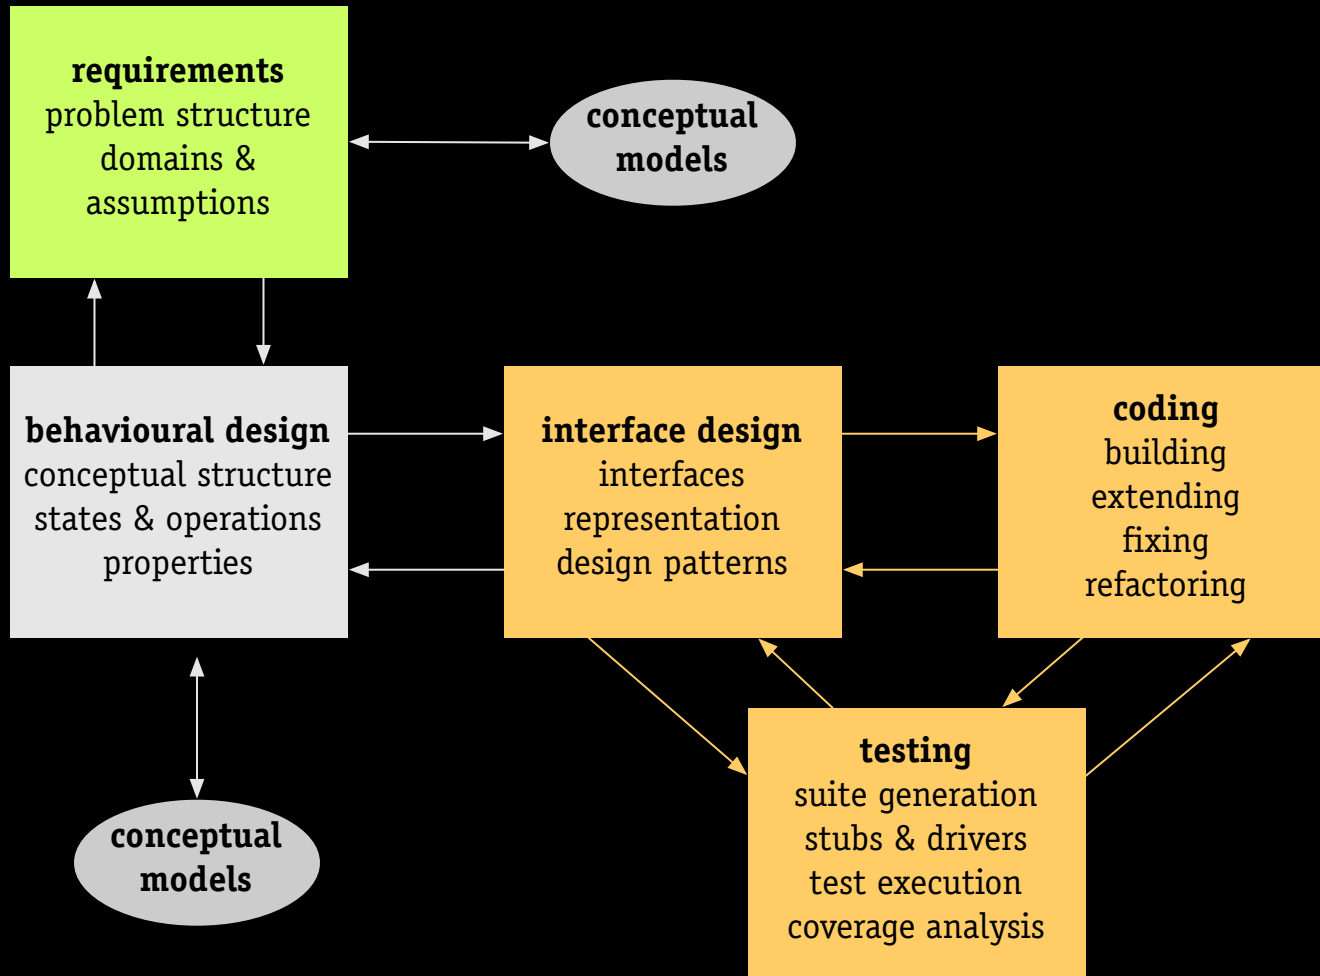 requirements
problem structure
domains &
assumptions
conceptual
models
behavioural design
conceptual structure
states & operations
properties
interface design
interfaces
representation
design patterns
coding
building
extending
fixing
refactoring
conceptual
models
testing
suite generation
stubs & drivers
test execution
coverage analysis